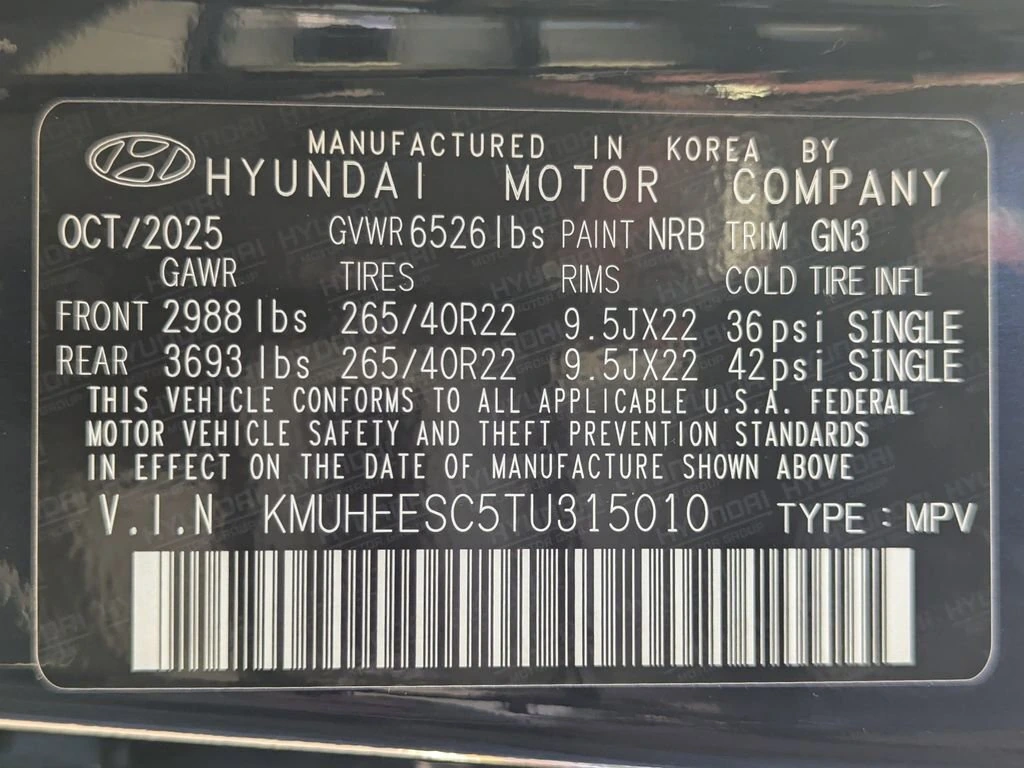 MANUFACTURED IN KOREA BY
HYUNDAI MOTOR COMPANY
OCT/2025 GVWR 6526lbs PAINT NRB TRIM GN3
GAWR TIRES RIMS COLD TIRE INFL
FRONT 2988 lbs 265/40R22 9.5JX22 36psi SINGLE
REAR 3693 lbs 265/40R22 9.5JX22 42psi SINGLE
THIS VEHICLE CONFORMS TO ALL APPLICABLE U.S.A. FEDERAL
MOTOR VEHICLE SAFETY AND THEFT PREVENTION STANDARDS
IN EFFECT ON THE DATE OF MANUFACTURE SHOWN ABOVE
V.I.N KMUHEESC5TU315010 TYPE : MPV